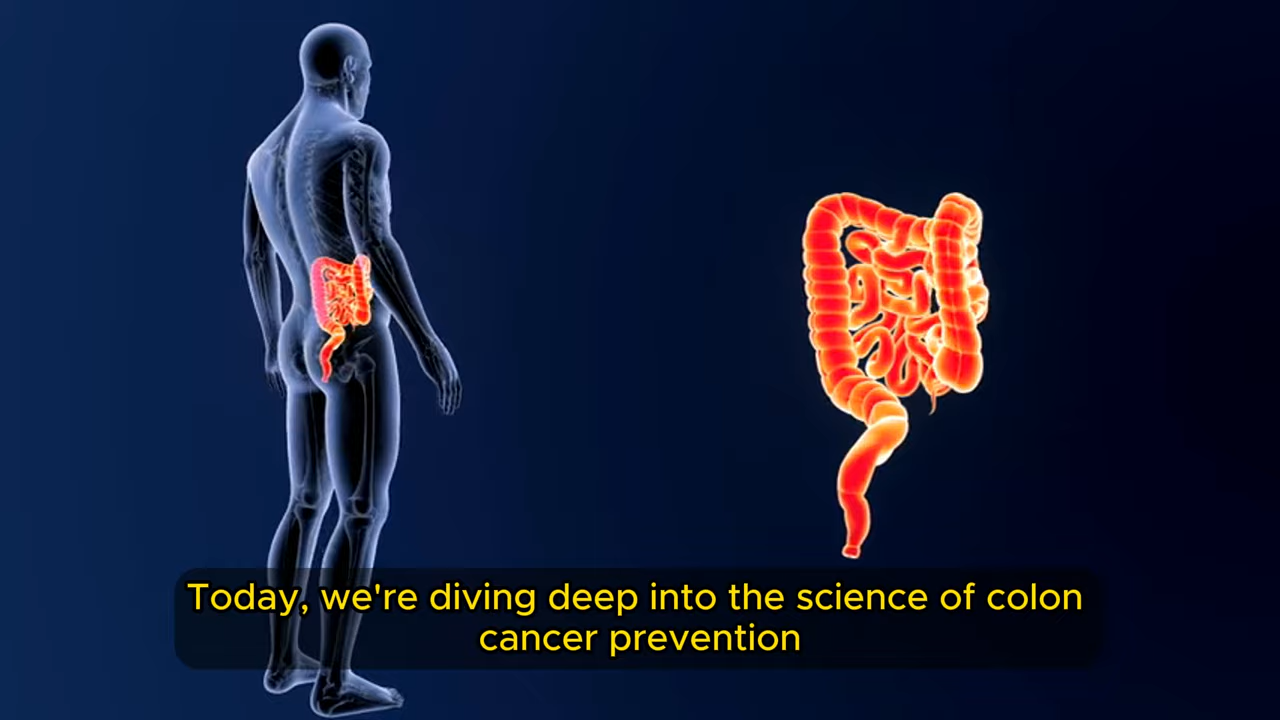 Today, we're diving deep into the science of colon
cancer prevention